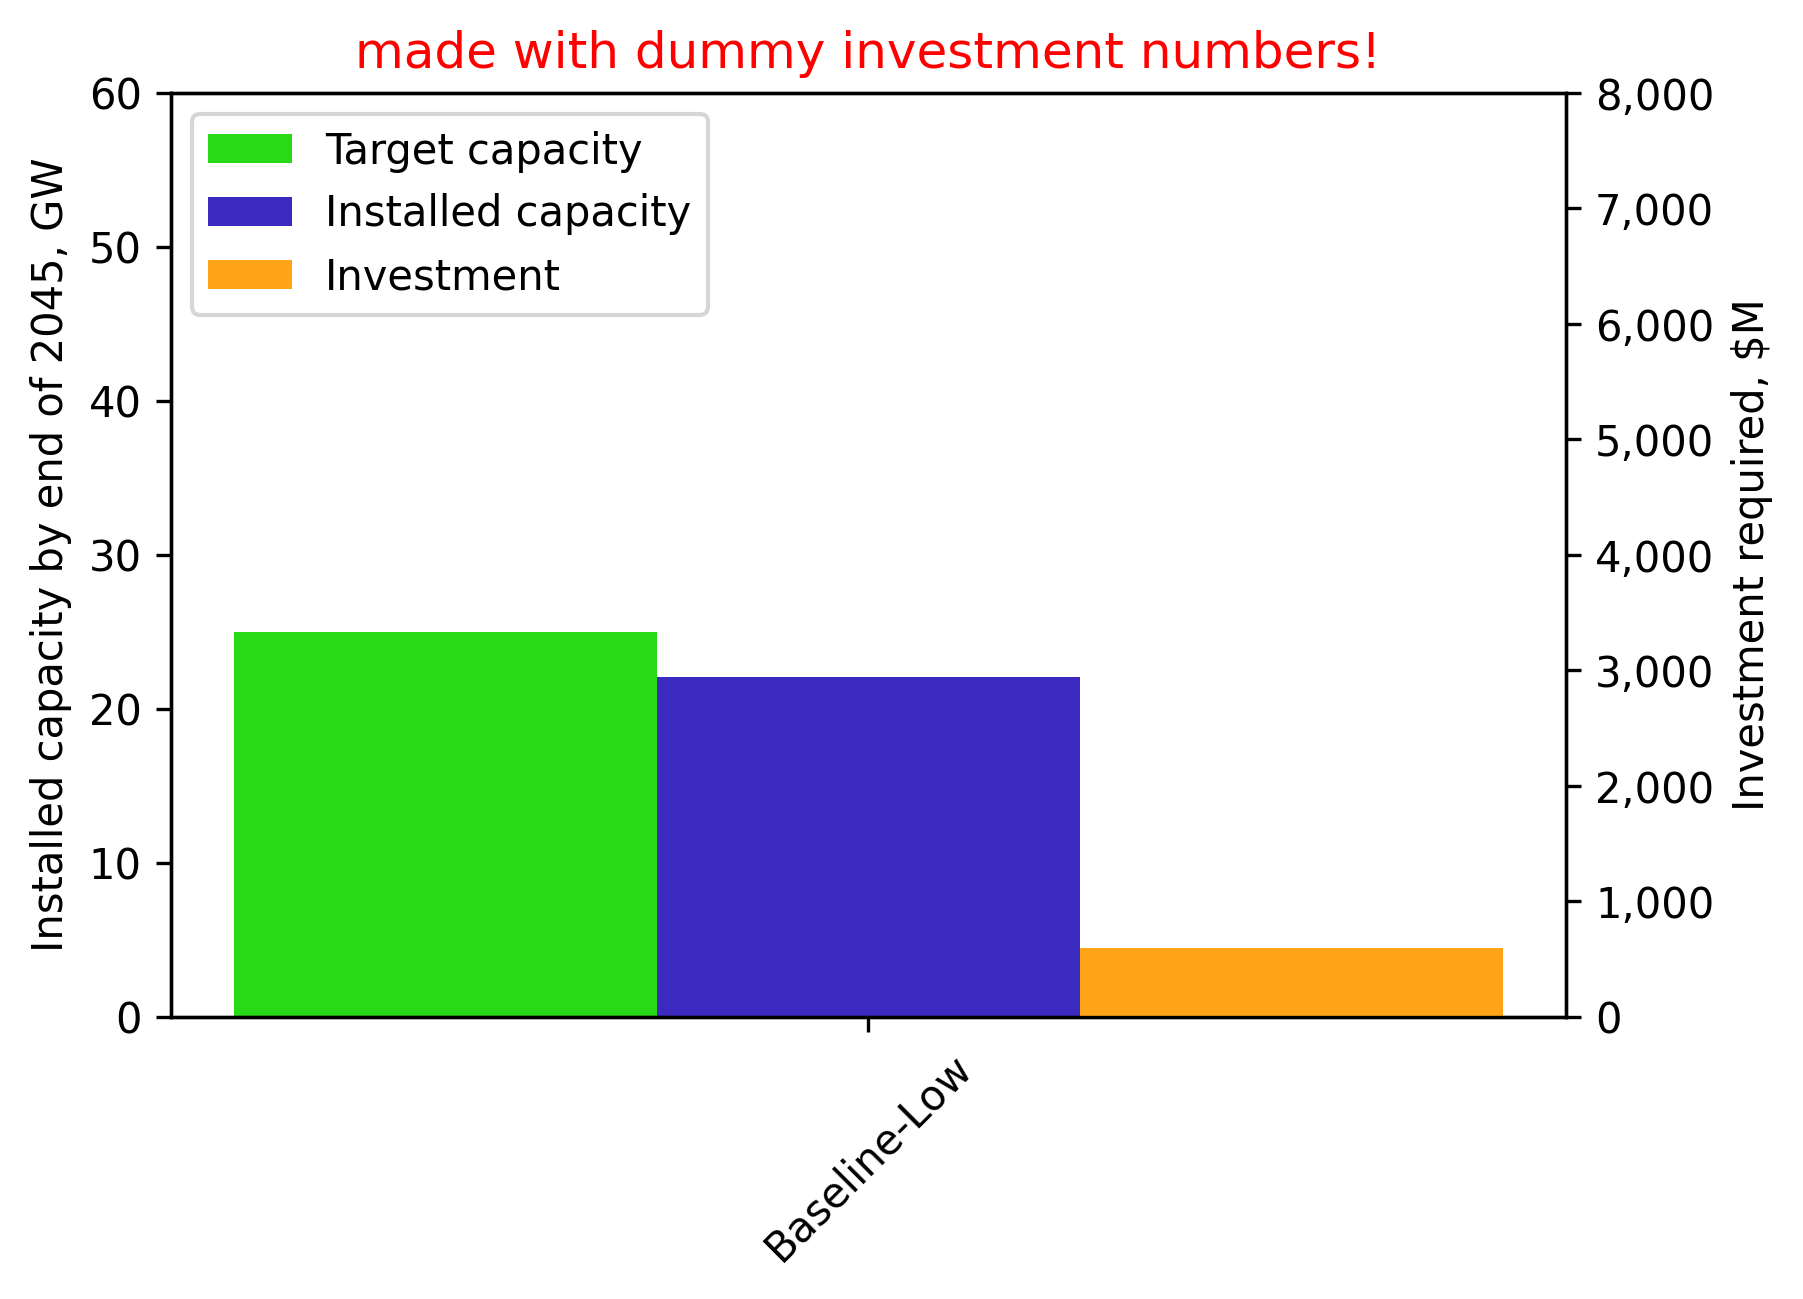 made with dummy investment numbers!
Target capacity
Installed capacity
Investment
Installed capacity by end of 2045, GW
60
50
40
30
20
10
0
8,000
7,000
6,000
5,000
4,000
3,000
2,000
1,000
0
Investment required, $M
Baseline-Low